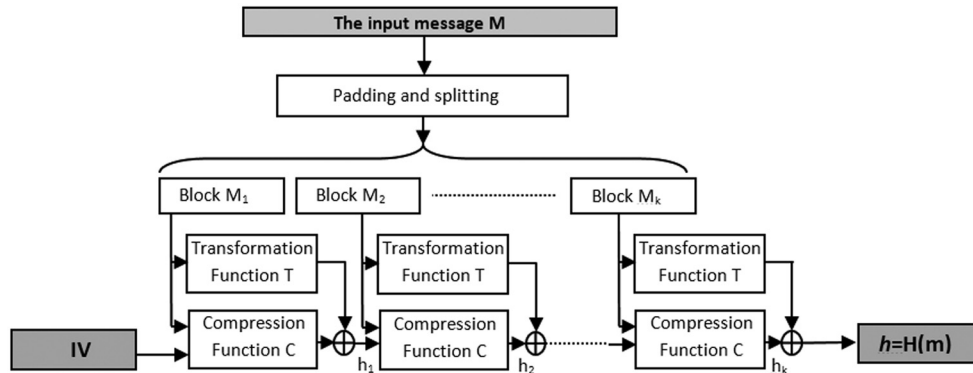 The input message M
Padding and splitting
Block M₁
Block M₂
Block Mₖ
Transformation
Function T
Transformation
Function T
Transformation
Function T
Compression
Function C
Compression
Function C
Compression
Function C
IV
h₁
h₂
hₖ
h=H(m)